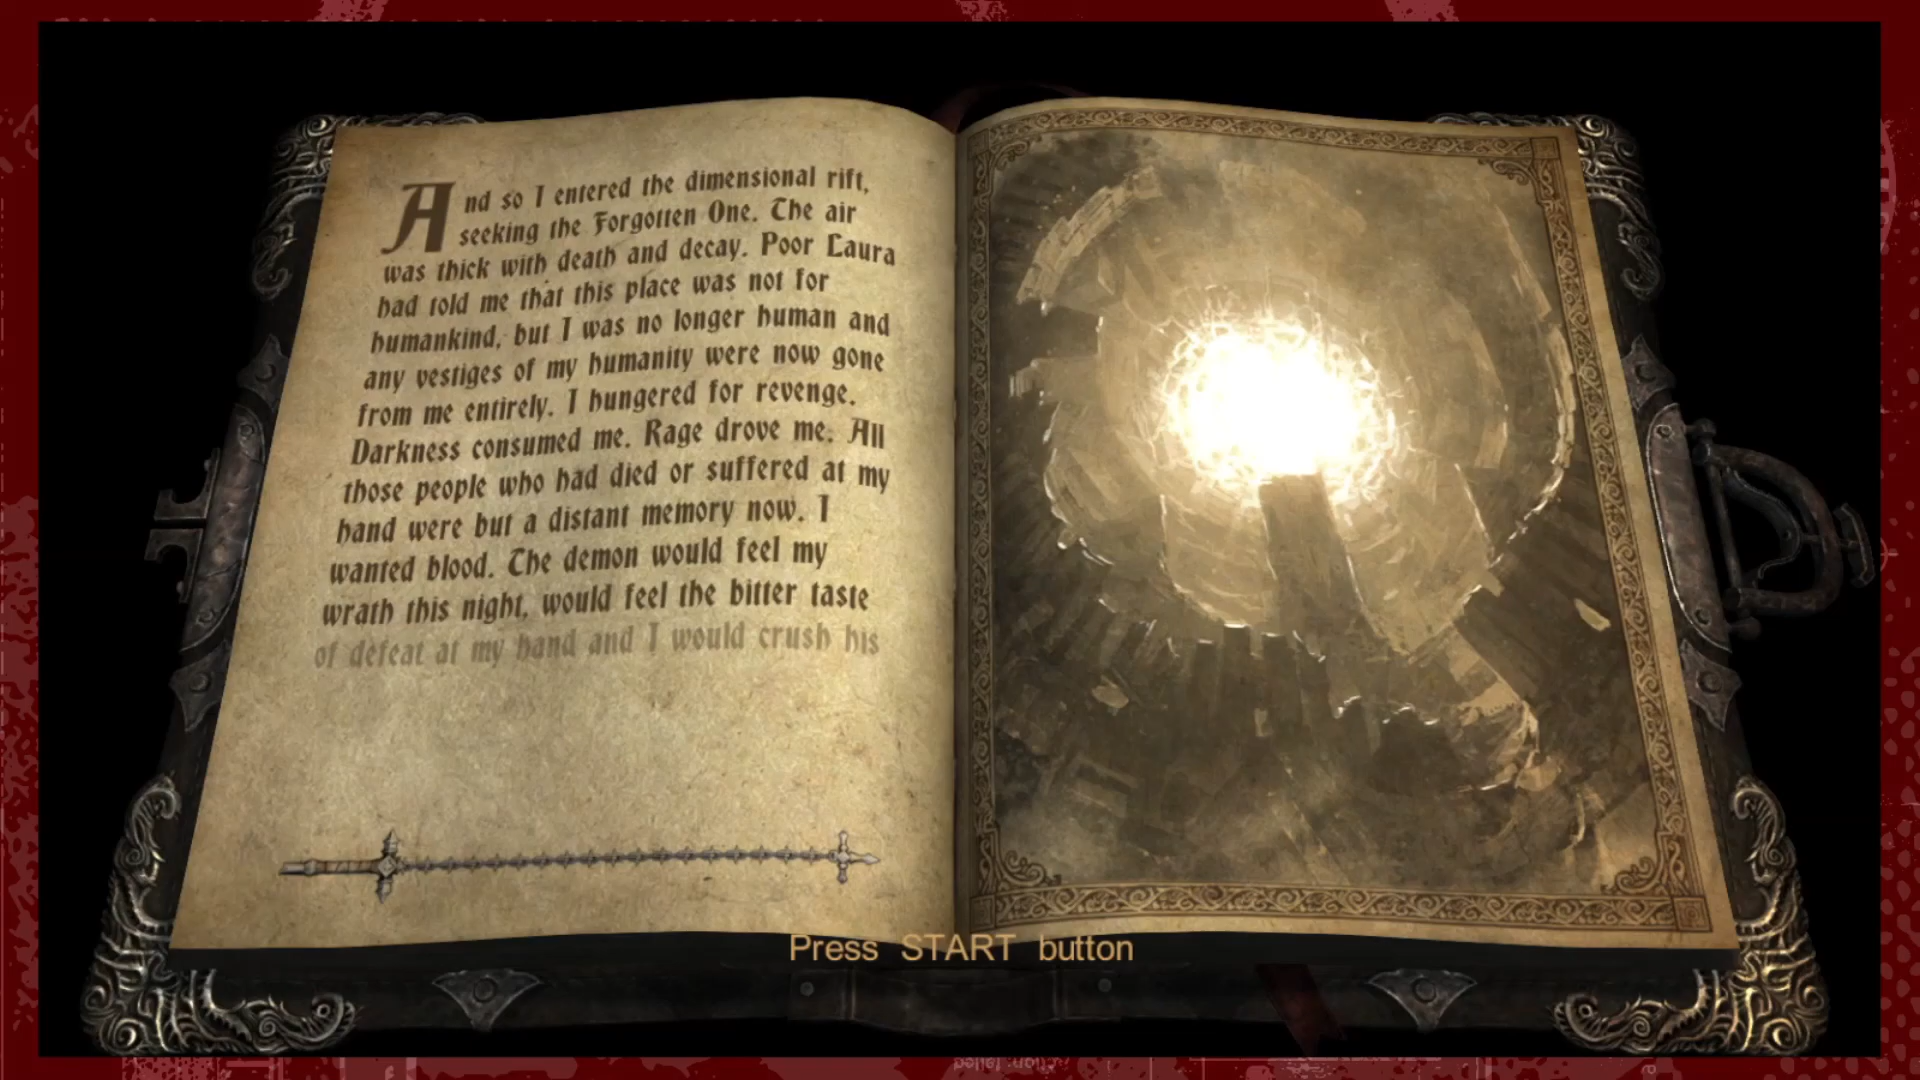 And so I entered the dimensional rift,
seeking the Forgotten One. The air
was thick with death and decay. Poor Laura
had told me that this place was not for
humankind, but I was no longer human and
any vestiges of my humanity were now gone
from me entirely. I hungered for revenge.
Darkness consumed me. Rage drove me. All
those people who had died or suffered at my
hand were but a distant memory now. I
wanted blood. The demon would feel my
wrath this night, would feel the bitter taste
of defeat at my hand and I would crush his
Press START button